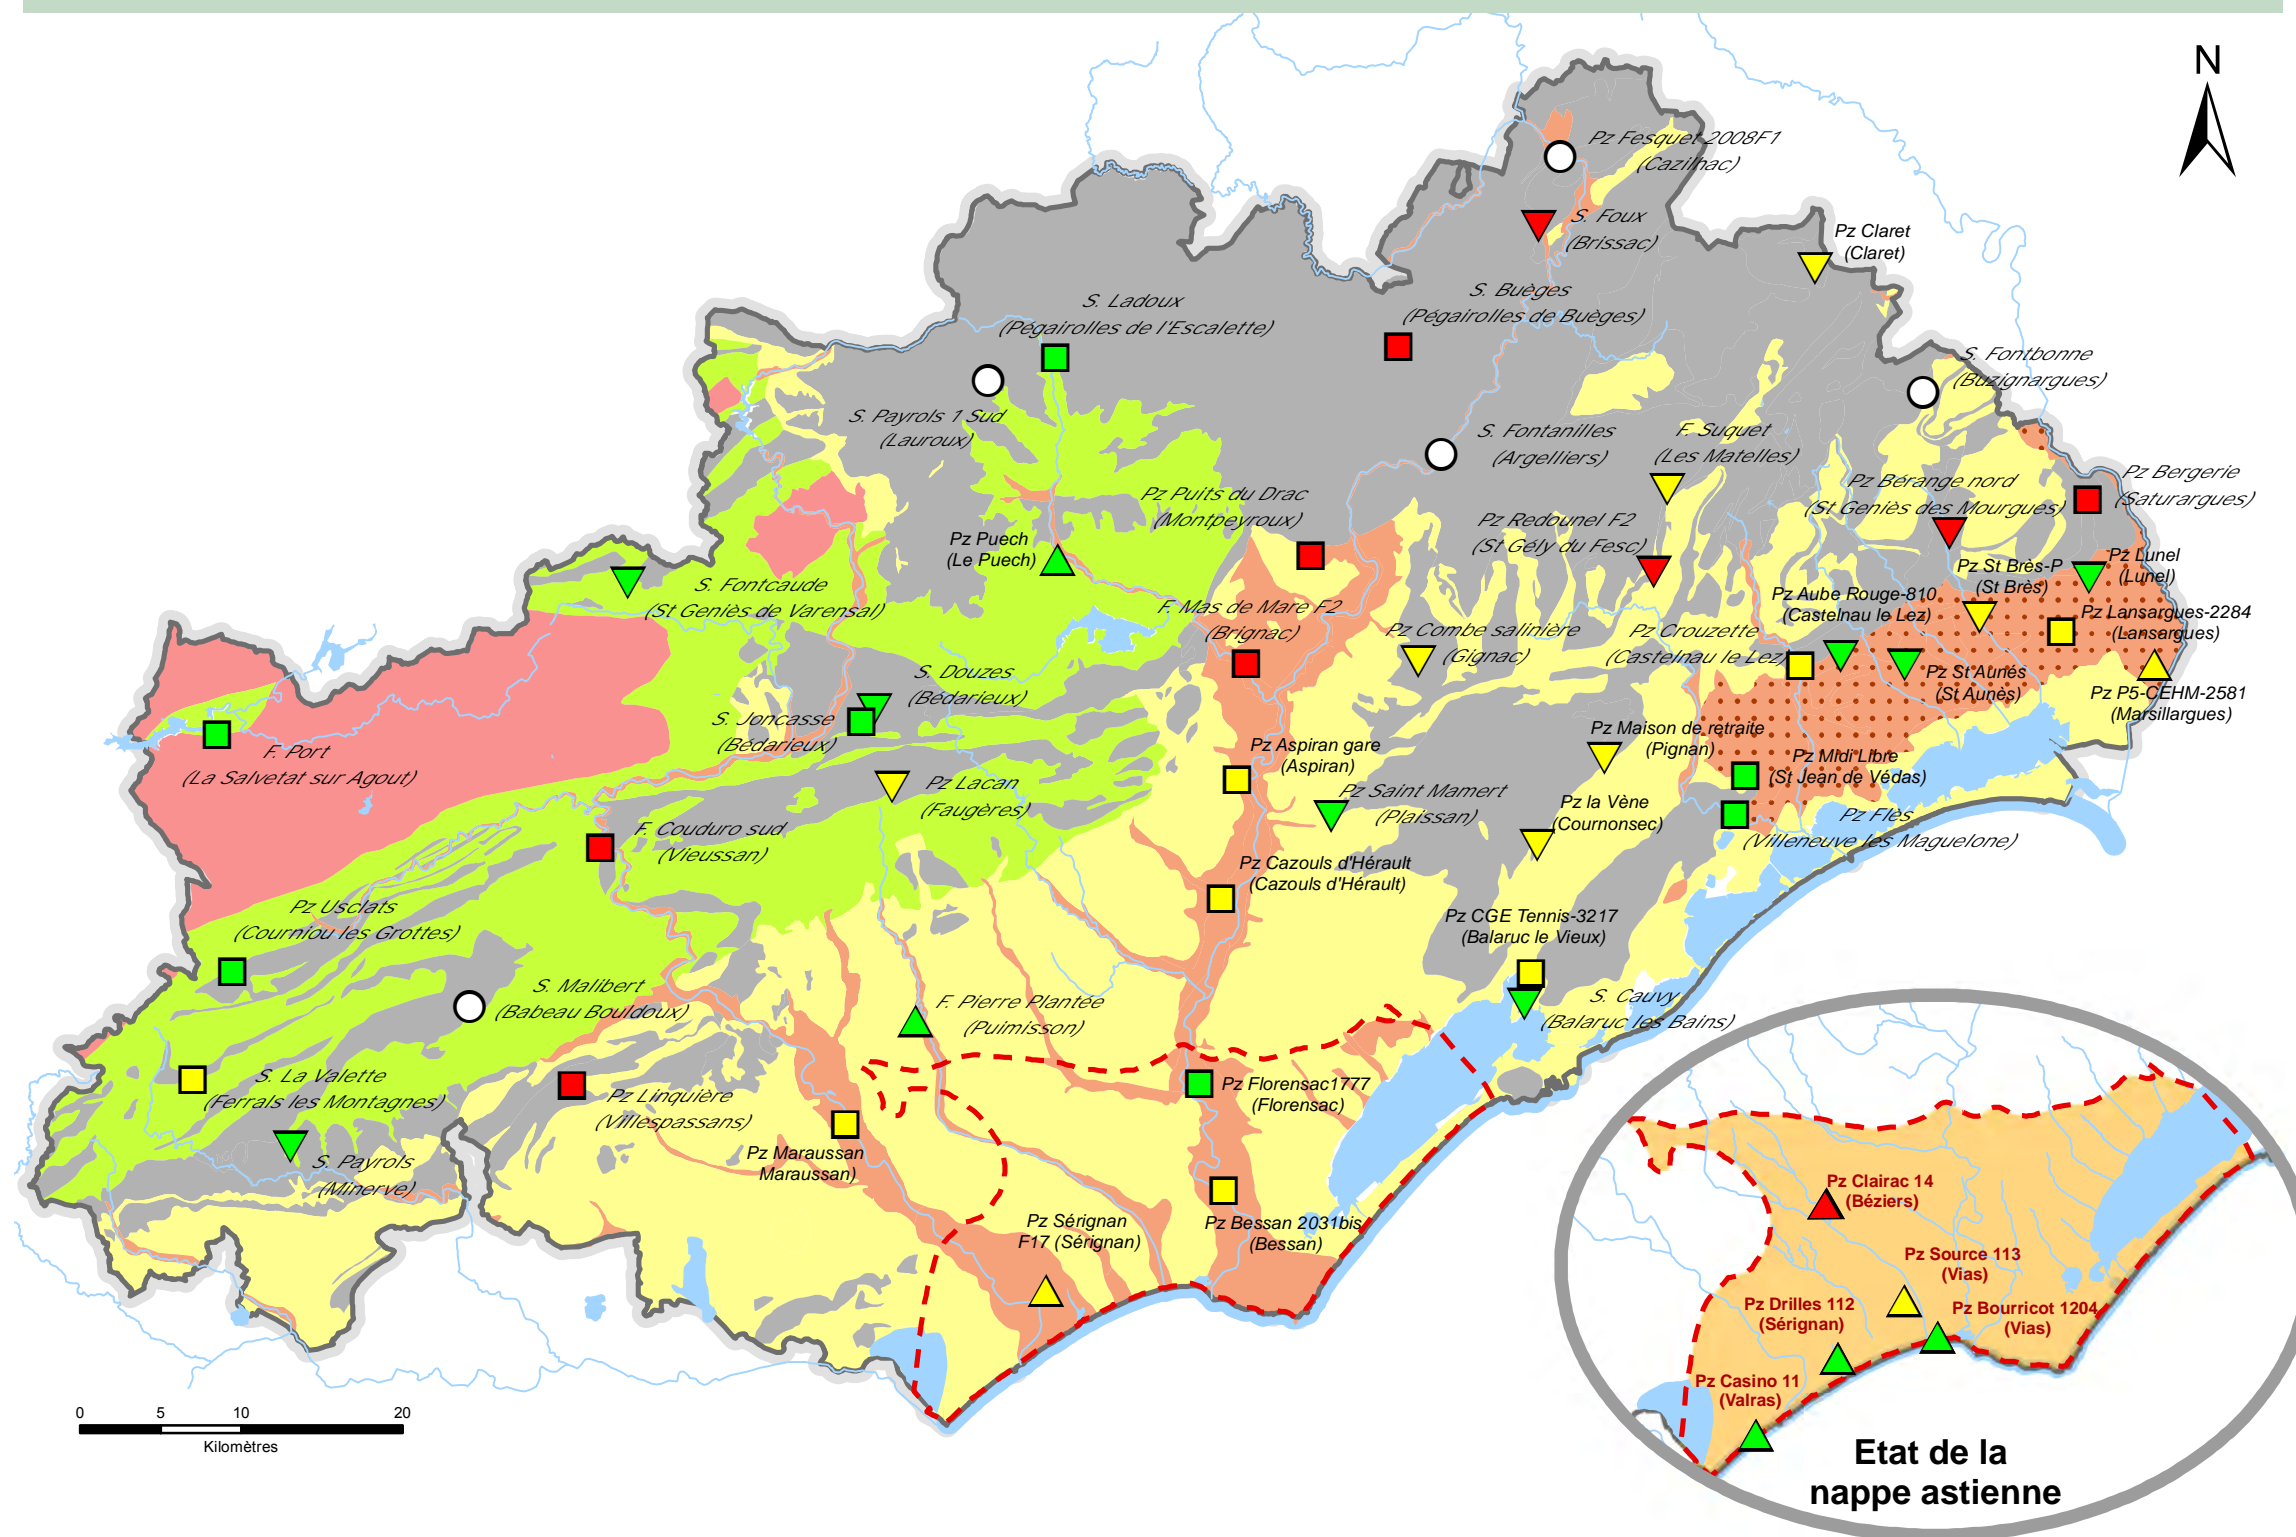 N
Pz Fesquet 2008F1
(Cazilhac)
S. Foux
(Brissac)
Pz Claret
(Claret)
S. Ladoux
(Pégairolles de l'Escalette)
S. Buèges
(Pégairolles de Buèges)
S. Fontbonne
(Buzignargues)
S. Payrols 1 Sud
(Lauroux)
S. Fontanilles
(Argelliers)
F. Suquet
(Les Matelles)
Pz Bergerie
(Saturargues)
Pz Bérange nord
(St Geniès des Mourgues)
Pz Puits du Drac
(Montpeyroux)
Pz Redounel F2
(St Gély du Fesc)
Pz Puech
(Le Puech)
Pz Lunel
(Lunel)
Pz St Brès-P
(St Brès)
S. Fontcaude
(St Geniès de Varensal)
Pz Aube Rouge-810
(Castelnau le Lez)
F. Mas de Mare F2
(Brignac)
Pz Lansargues-2284
(Lansargues)
Pz Combe salinière
(Gignac)
Pz Crouzette
(Castelnau le Lez)
S. Douzes
(Bédarieux)
Pz St Aunés
(St Aunès)
Pz P5-CEHM-2581
(Marsillargues)
S. Joncasse
(Bédarieux)
Pz Maison de retraite
(Pignan)
F. Port
(La Salvetat sur Agout)
Pz Aspiran gare
(Aspiran)
Pz Midi Libre
(St Jean de Védas)
Pz Lacan
(Faugères)
Pz Saint Mamert
(Plaissan)
Pz la Vène
(Cournonsec)
Pz Flès
(Villeneuve les Maguelone)
F. Couduro sud
(Vieussan)
Pz Cazouls d'Hérault
(Cazouls d'Hérault)
Pz Usclats
(Courniou les Grottes)
Pz CGE Tennis-3217
(Balaruc le Vieux)
S. Malibert
(Babeau Bouldoux)
F. Pierre Plantée
(Puimisson)
S. Cauvy
(Balaruc les Bains)
S. La Valette
(Ferrals les Montagnes)
Pz Linquière
(Villespassans)
Pz Florensac1777
(Florensac)
Pz Maraussan
Maraussan)
S. Payrols
(Minerve)
Pz Sérignan
F17 (Sérignan)
Pz Bessan 2031bis
(Bessan)
Pz Clairac 14
(Béziers)
Pz Source 113
(Vias)
Pz Drilles 112
(Sérignan)
Pz Bourricot 1204
(Vias)
Pz Casino 11
(Valras)
Etat de la
nappe astienne
0 5 10 20
Kilomètres